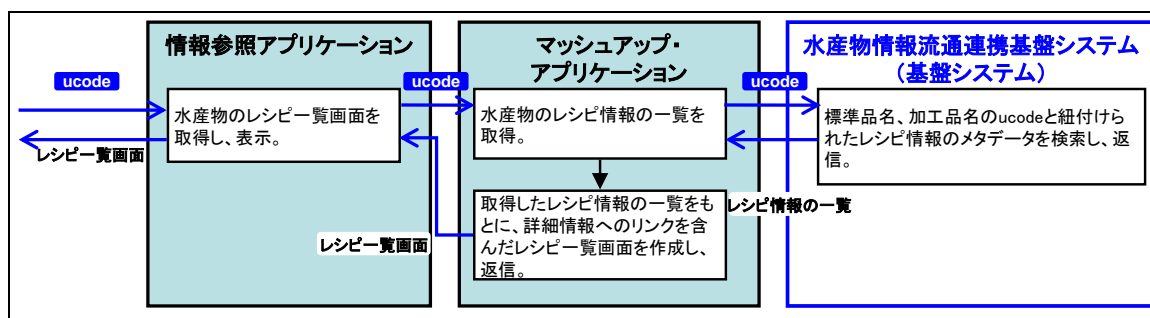 情報参照アプリケーション
マッシュアップ・
アプリケーション
水産物情報流通連携基盤システム
（基盤システム）
ucode
ucode
ucode
水産物のレシピ一覧画面を
取得し、表示。
水産物のレシピ情報の一覧を
取得。
標準品名、加工品名のucodeと紐付けら
れたレシピ情報のメタデータを検索し、返
信。
レシピ一覧画面
取得したレシピ情報の一覧をも
とに、詳細情報へのリンクを含
んだレシピ一覧画面を作成し、
返信。
レシピ情報の一覧
レシピ一覧画面